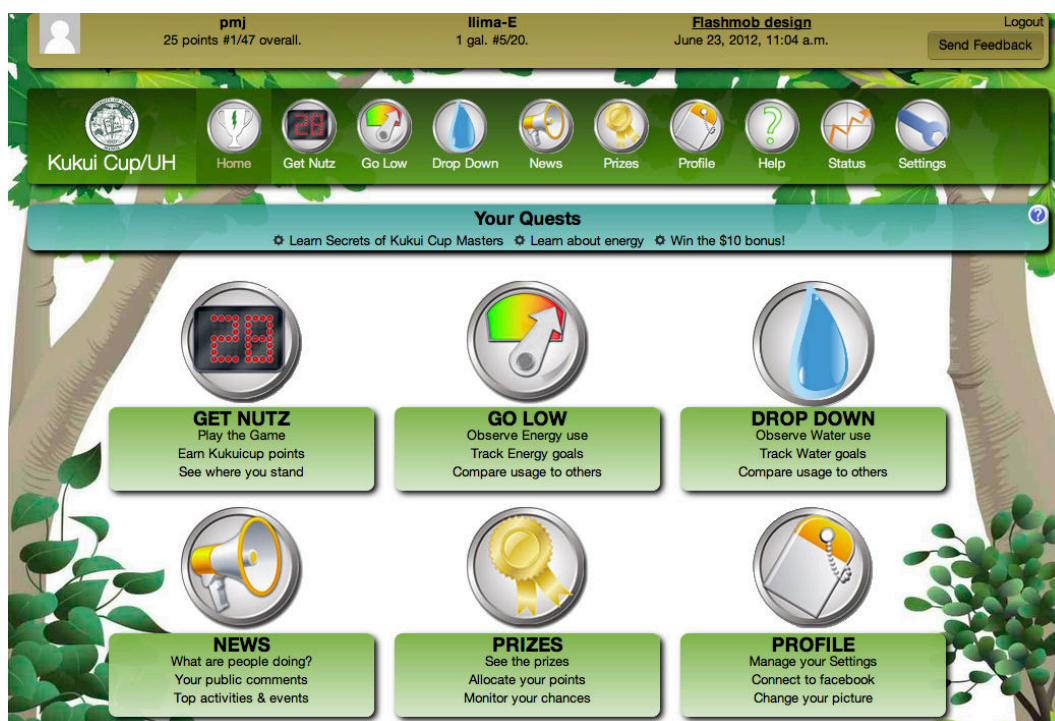 pmj
25 points #1/47 overall.
Ilima-E
1 gal. #5/20.
Flashmob design
June 23, 2012, 11:04 a.m.
Logout
Send Feedback
Kukui Cup/UH
Home
28
Get Nutz
Go Low
Drop Down
News
Prizes
Profile
?
Help
Status
Settings
Your Quests
?
Learn Secrets of Kukui Cup Masters
Learn about energy
Win the $10 bonus!
28
GET NUTZ
Play the Game
Earn Kukuicup points
See where you stand
GO LOW
Observe Energy use
Track Energy goals
Compare usage to others
DROP DOWN
Observe Water use
Track Water goals
Compare usage to others
NEWS
What are people doing?
Your public comments
Top activities & events
PRIZES
See the prizes
Allocate your points
Monitor your chances
PROFILE
Manage your Settings
Connect to facebook
Change your picture